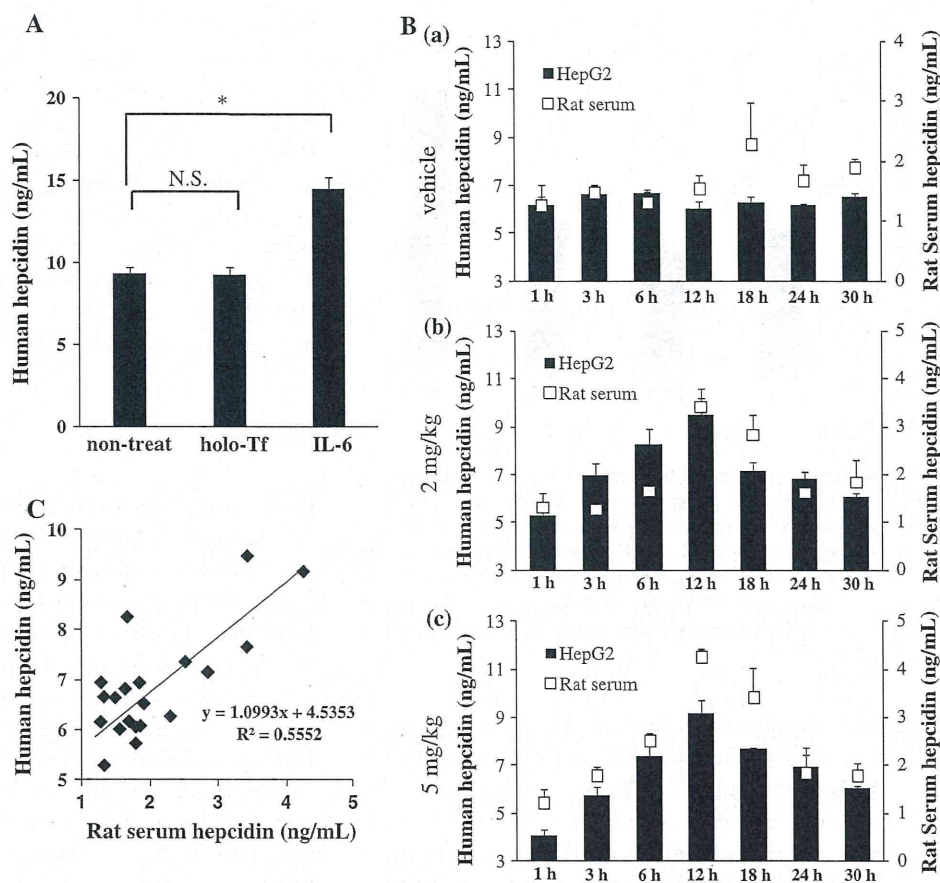 A
Human hepcidin (ng/mL)
20
15
10
5
0
*
N.S.
non-treat holo-Tf IL-6
B (a)
vehicle
Human hepcidin (ng/mL)
13
11
9
7
5
3
HepG2
Rat serum
4
3
2
1
0
Rat Serum hepcidin (ng/mL)
1 h 3 h 6 h 12 h 18 h 24 h 30 h
(b)
2 mg/kg
Human hepcidin (ng/mL)
13
11
9
7
5
3
HepG2
Rat serum
5
4
3
2
1
0
Rat Serum hepcidin (ng/mL)
1 h 3 h 6 h 12 h 18 h 24 h 30 h
C
Human hepcidin (ng/mL)
10
9
8
7
6
5
y = 1.0993x + 4.5353
R² = 0.5552
1 2 3 4 5
Rat serum hepcidin (ng/mL)
(c)
5 mg/kg
Human hepcidin (ng/mL)
13
11
9
7
5
3
HepG2
Rat serum
5
4
3
2
1
0
Rat Serum hepcidin (ng/mL)
1 h 3 h 6 h 12 h 18 h 24 h 30 h